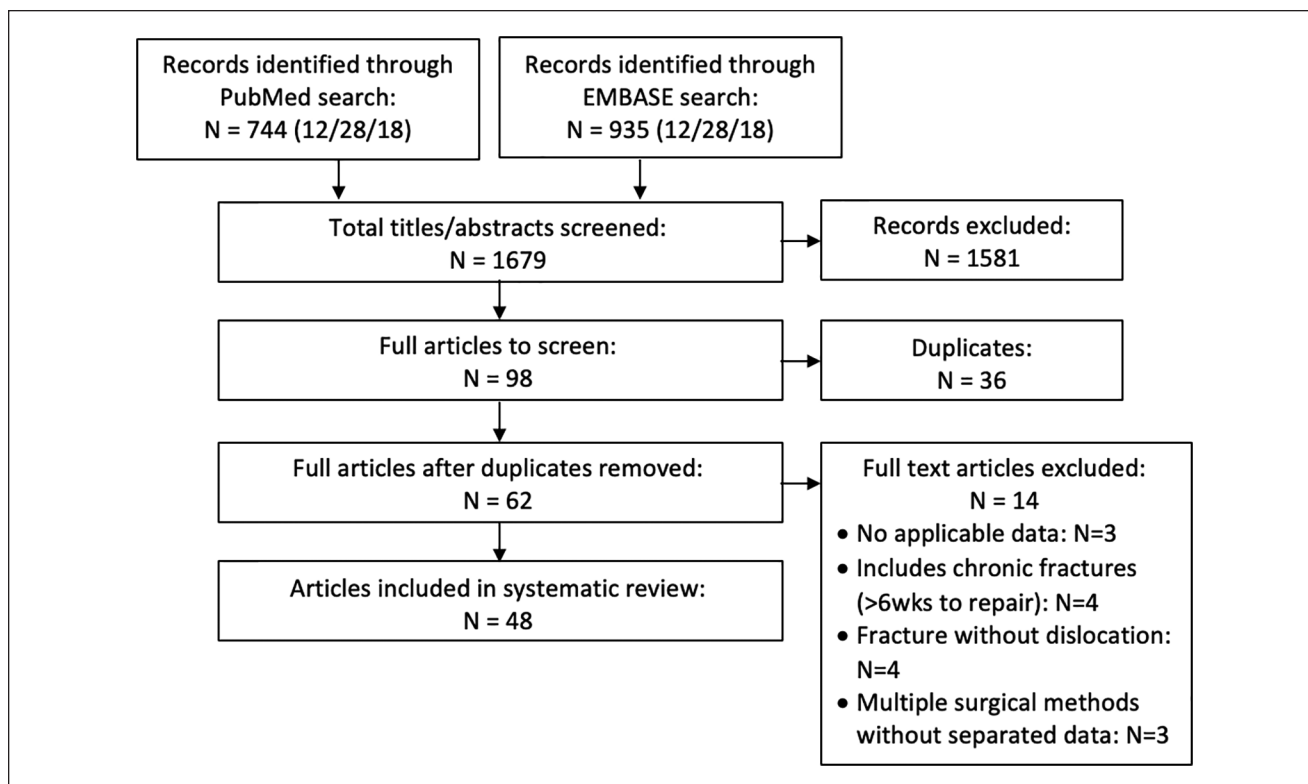 Records identified through
PubMed search:
N = 744 (12/28/18)
Records identified through
EMBASE search:
N = 935 (12/28/18)
Total titles/abstracts screened:
N = 1679
Records excluded:
N = 1581
Full articles to screen:
N = 98
Duplicates:
N = 36
Full articles after duplicates removed:
N = 62
Full text articles excluded:
N = 14
• No applicable data: N=3
• Includes chronic fractures
(>6wks to repair): N=4
• Fracture without dislocation:
N=4
• Multiple surgical methods
without separated data: N=3
Articles included in systematic review:
N = 48